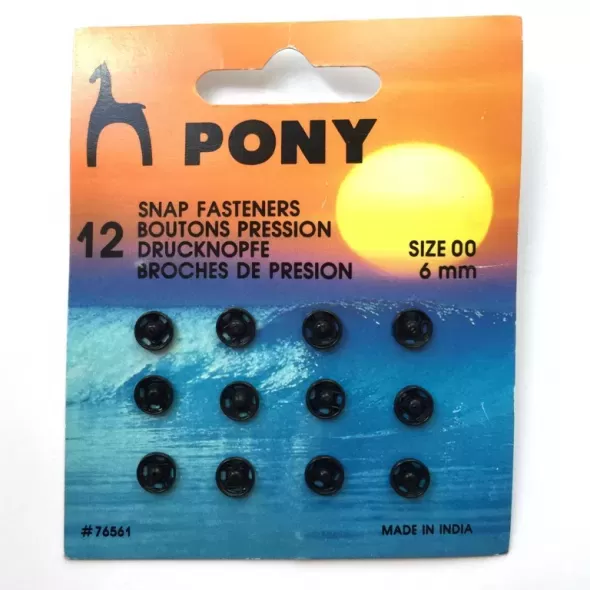 PONY
12
SNAP FASTENERS
BOUTONS PRESSION
DRUCKNOPFE
BROCHES DE PRESION
SIZE 00
6 mm
#76561
MADE IN INDIA